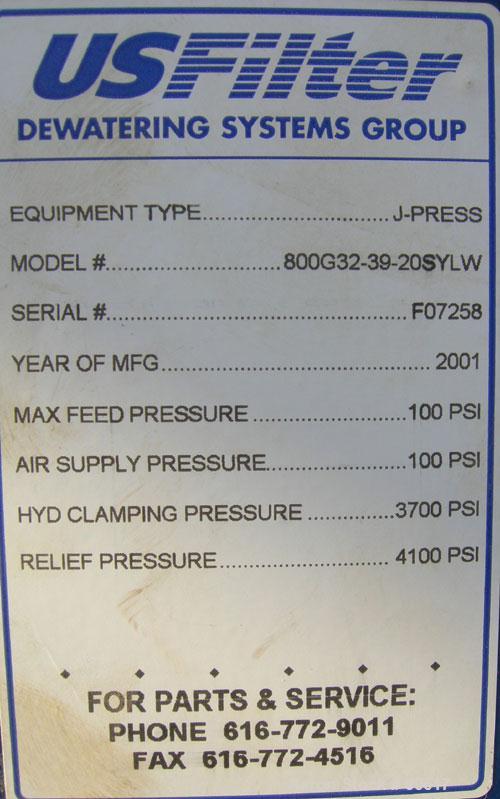 USFilter
DEWATERING SYSTEMS GROUP
EQUIPMENT TYPE............................J-PRESS
MODEL #..........................800G32-39-20SYLW
SERIAL #.............................................F07258
YEAR OF MFG......................................... 2001
MAX FEED PRESSURE .......................100 PSI
AIR SUPPLY PRESSURE.....................100 PSI
HYD CLAMPING PRESSURE .............3700 PSI
RELIEF PRESSURE......................... 4100 PSI
FOR PARTS & SERVICE:
PHONE 616-772-9011
FAX 616-772-4516